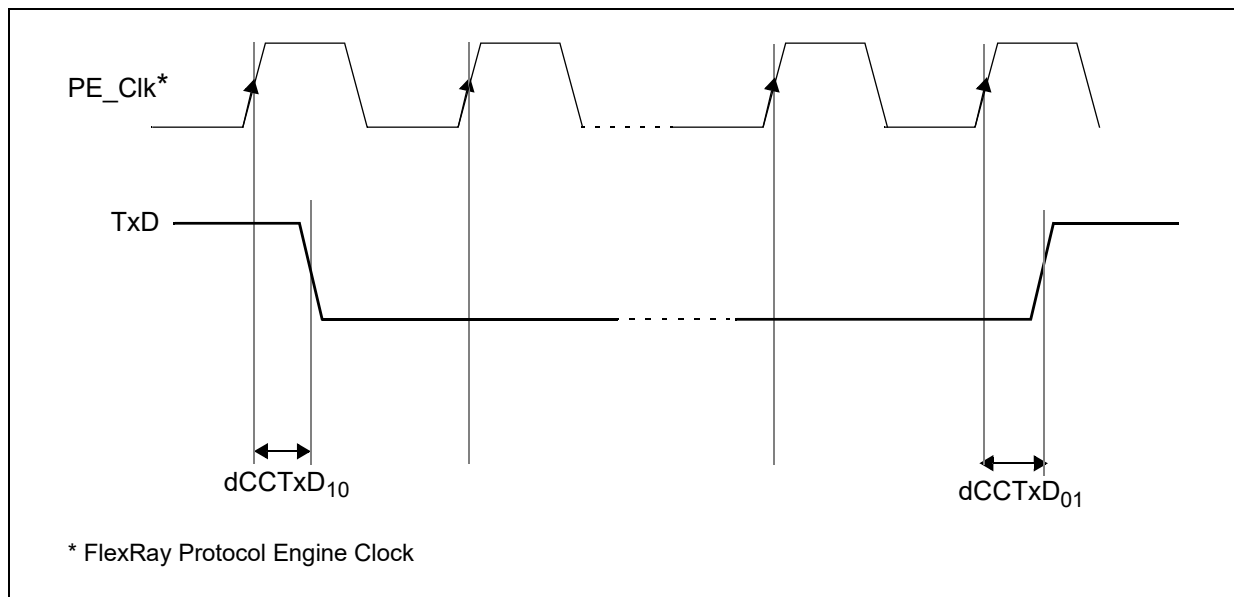 PE_Clk*
TxD
dCCTxD10
dCCTxD01
* FlexRay Protocol Engine Clock